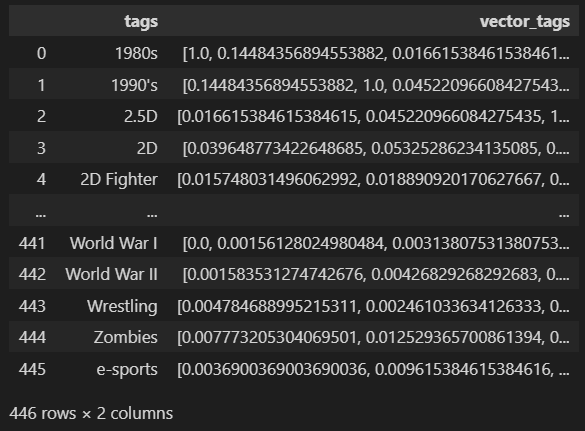 tags vector_tags
0 1980s [1.0, 0.14484356894553882, 0.01661538461538461...
1 1990's [0.14484356894553882, 1.0, 0.04522096608427543...
2 2.5D [0.016615384615384615, 0.045220966084275435, 1...
3 2D [0.039648773422648685, 0.05325286234135085, 0....
4 2D Fighter [0.015748031496062992, 0.018890920170627667, 0...
... ... ...
441 World War I [0.0, 0.00156128024980484, 0.00313807531380753...
442 World War II [0.001583531274742676, 0.00426829268292683, 0....
443 Wrestling [0.004784688995215311, 0.002461033634126333, 0...
444 Zombies [0.007773205304069501, 0.012529365700861394, 0...
445 e-sports [0.0036900369003690036, 0.009615384615384616, ...
446 rows × 2 columns